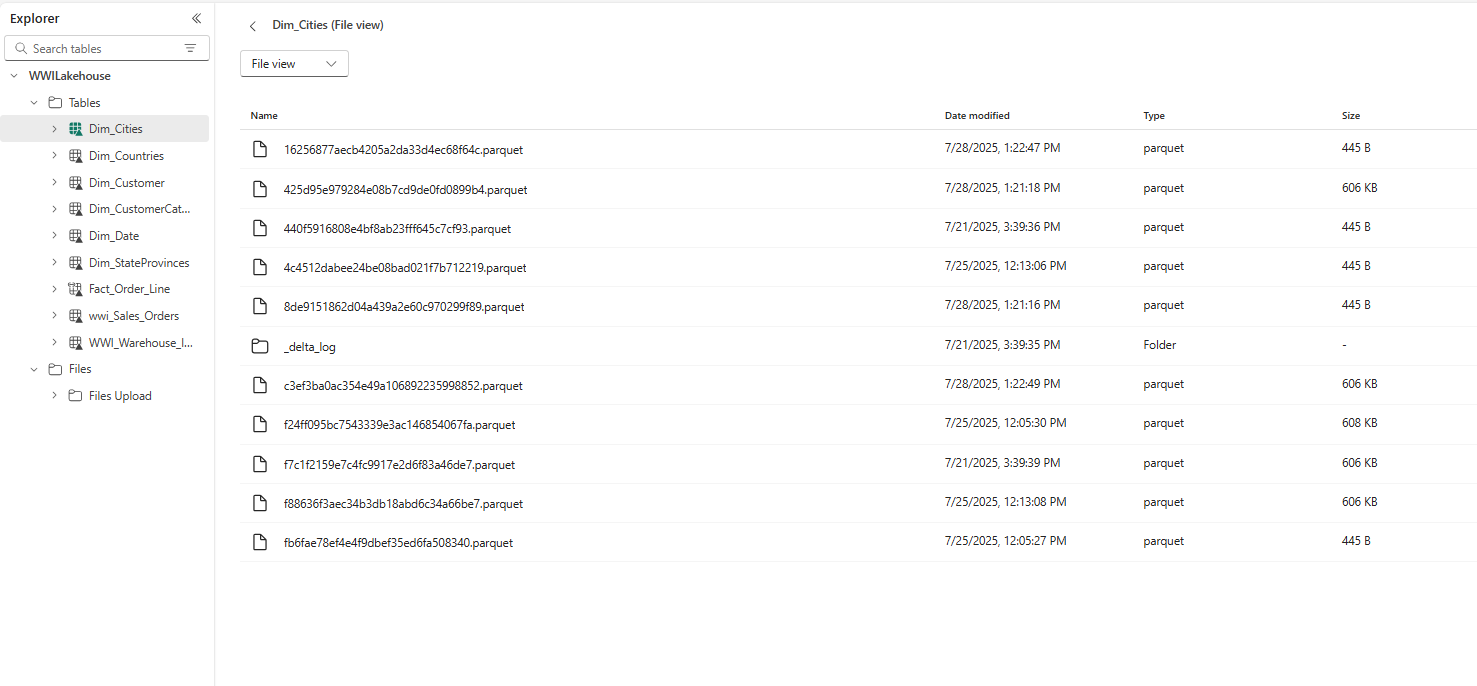 Explorer
Search tables
WWILakehouse
Tables
Dim_Cities
Dim_Countries
Dim_Customer
Dim_CustomerCat...
Dim_Date
Dim_StateProvinces
Fact_Order_Line
wwi_Sales_Orders
WWI_Warehouse_I...
Files
Files Upload
Dim_Cities (File view)
File view
Name Date modified Type Size
16256877aecb4205a2da33d4ec68f64c.parquet 7/28/2025, 1:22:47 PM parquet 445 B
425d95e979284e08b7cd9de0fd0899b4.parquet 7/28/2025, 1:21:18 PM parquet 606 KB
440f5916808e4bf8ab23fff645c7cf93.parquet 7/21/2025, 3:39:36 PM parquet 445 B
4c4512dabee24be08bad021f7b712219.parquet 7/25/2025, 12:13:06 PM parquet 445 B
8de9151862d04a439a2e60c970299f89.parquet 7/28/2025, 1:21:16 PM parquet 445 B
_delta_log 7/21/2025, 3:39:35 PM Folder -
c3ef3ba0ac354e49a106892235998852.parquet 7/28/2025, 1:22:49 PM parquet 606 KB
f24ff095bc7543339e3ac146854067fa.parquet 7/25/2025, 12:05:30 PM parquet 608 KB
f7c1f2159e7c4fc9917e2d6f83a46de7.parquet 7/21/2025, 3:39:39 PM parquet 606 KB
f88636f3aec34b3db18abd6c34a66be7.parquet 7/25/2025, 12:13:08 PM parquet 606 KB
fb6fae78ef4e4f9dbef35ed6fa508340.parquet 7/25/2025, 12:05:27 PM parquet 445 B